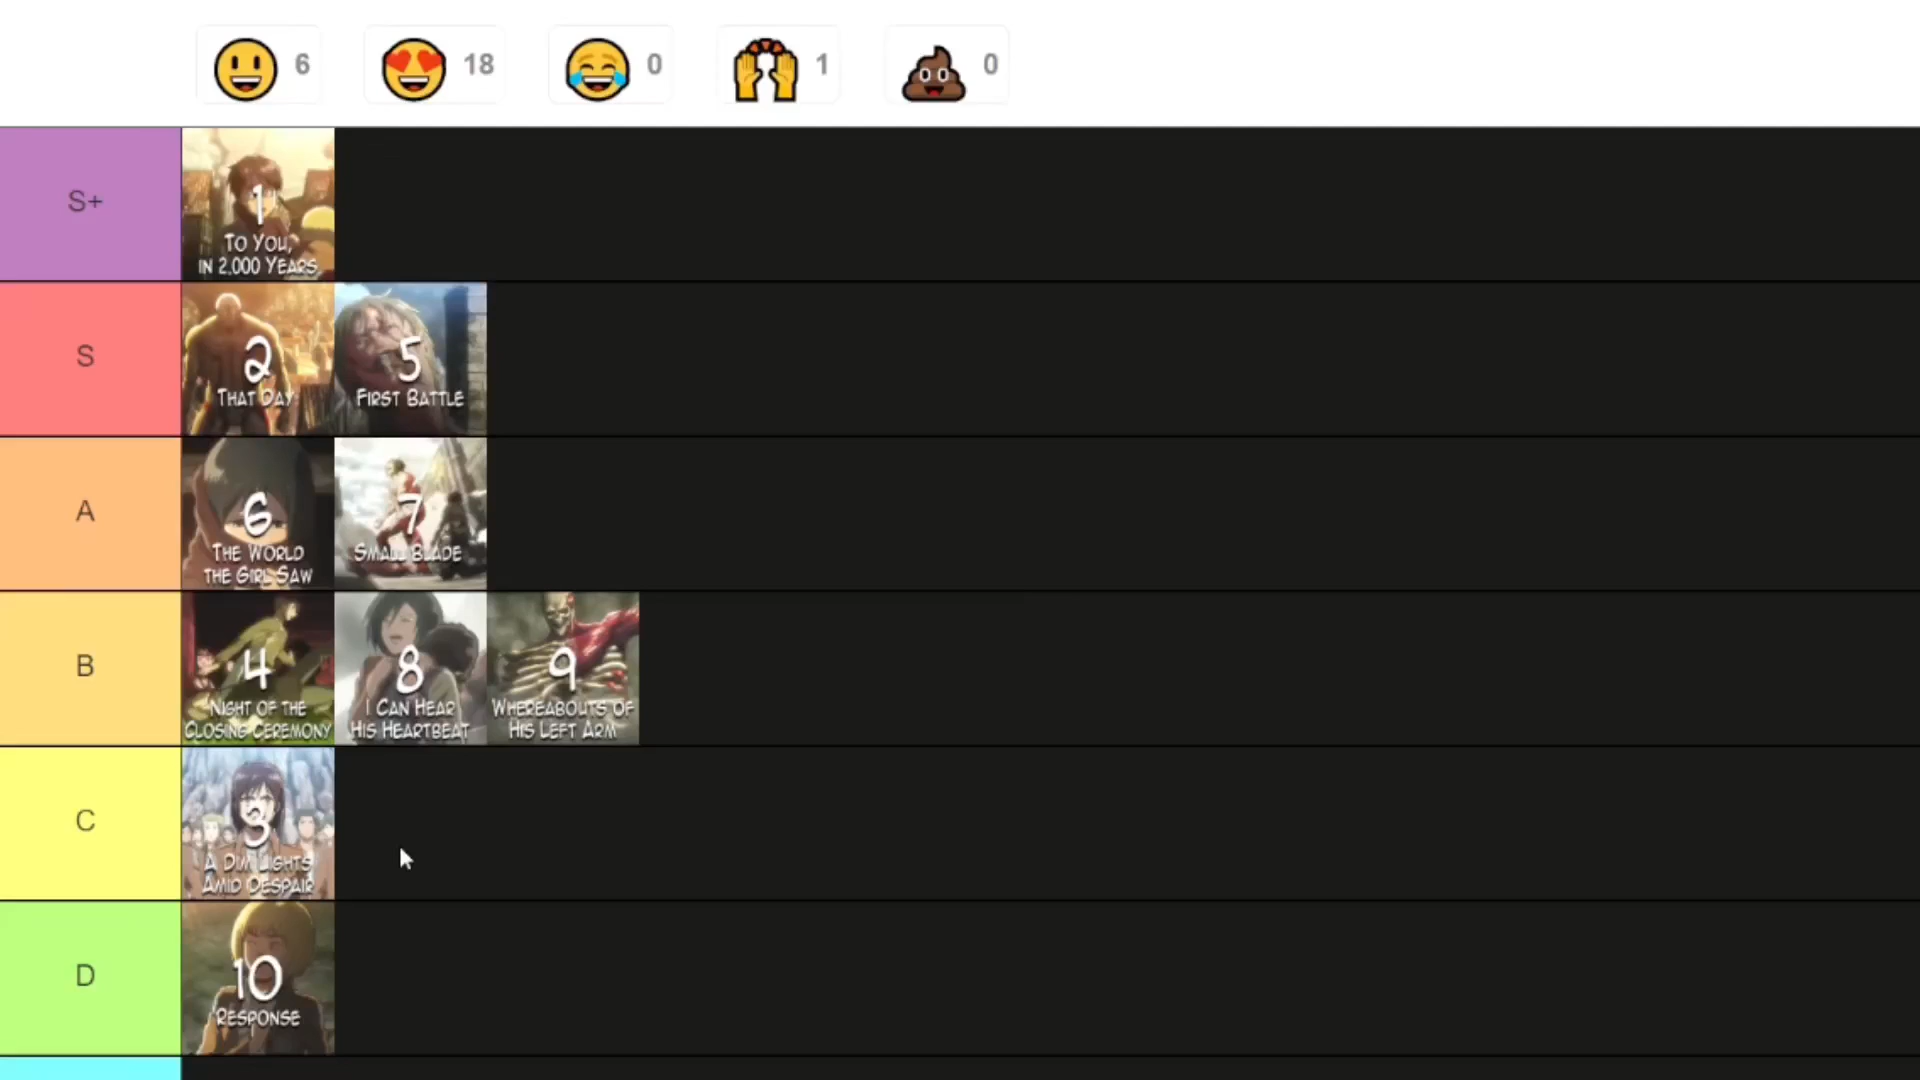 6
18
0
1
0
S+
1
TO YOU,
IN 2,000 YEARS
S
2
THAT DAY
5
FIRST BATTLE
A
6
THE WORLD
THE GIRL SAW
7
SMALL BLADE
B
4
NIGHT OF THE
CLOSING CEREMONY
8
I CAN HEAR
HIS HEARTBEAT
9
WHEREABOUTS OF
HIS LEFT ARM
C
3
A DIM LIGHTS
AMID DESPAIR
D
10
RESPONSE